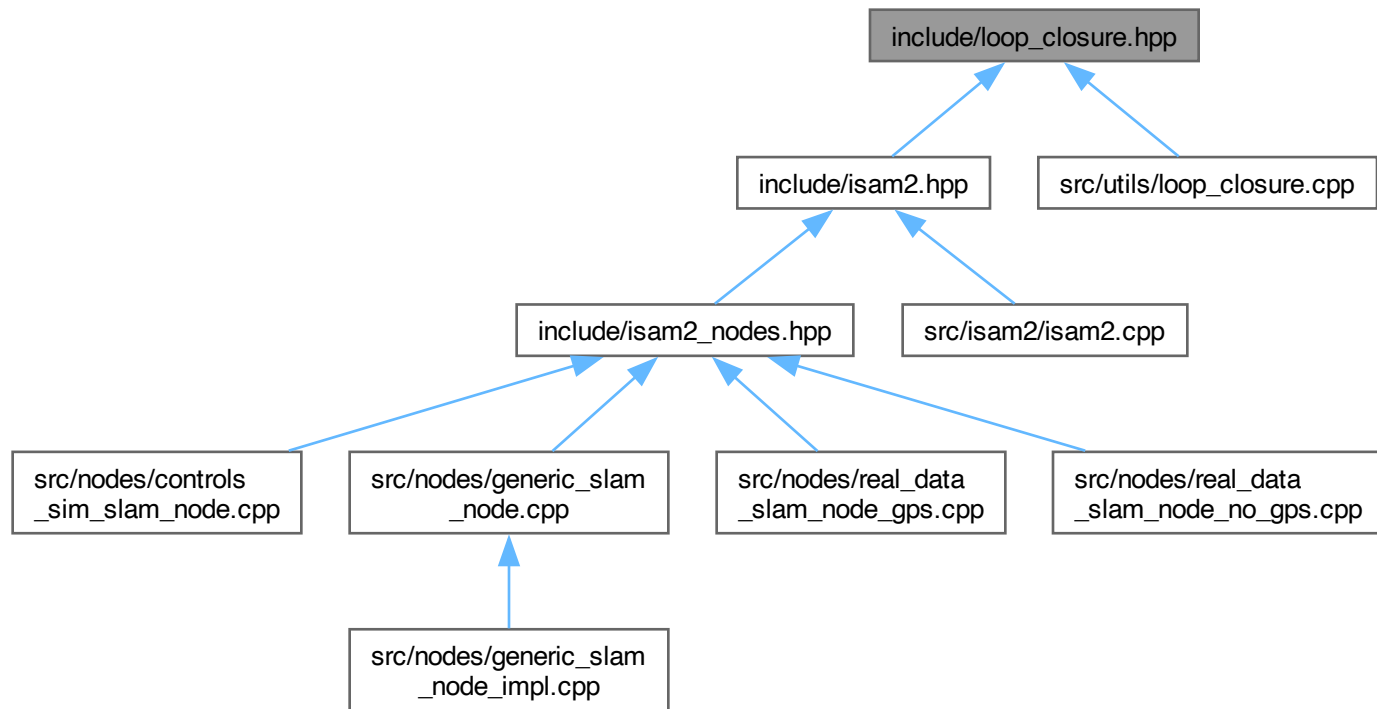 include/loop_closure.hpp
include/isam2.hpp
src/utils/loop_closure.cpp
include/isam2_nodes.hpp
src/isam2/isam2.cpp
src/nodes/controls
_sim_slam_node.cpp
src/nodes/generic_slam
_node.cpp
src/nodes/real_data
_slam_node_gps.cpp
src/nodes/real_data
_slam_node_no_gps.cpp
src/nodes/generic_slam
_node_impl.cpp